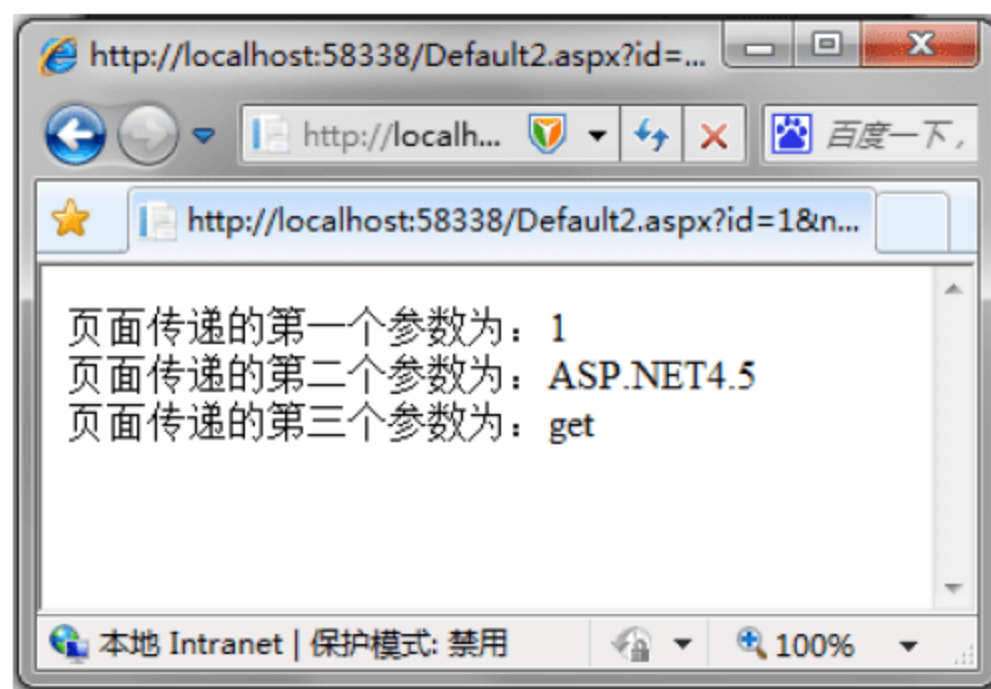 http://localhost:58338/Default2.aspx?id=...
http://localh...
百度一下，
http://localhost:58338/Default2.aspx?id=1&n...
页面传递的第一个参数为：1
页面传递的第二个参数为：ASP.NET4.5
页面传递的第三个参数为：get
本地 Intranet | 保护模式: 禁用
100%